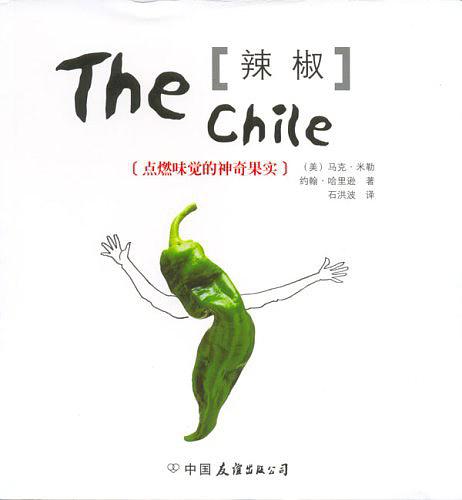 The [辣 椒]
Chile
〔点燃味觉的神奇果实〕
（美）马克·米勒
约翰·哈里逊 著
石洪波 译
中国友谊出版公司